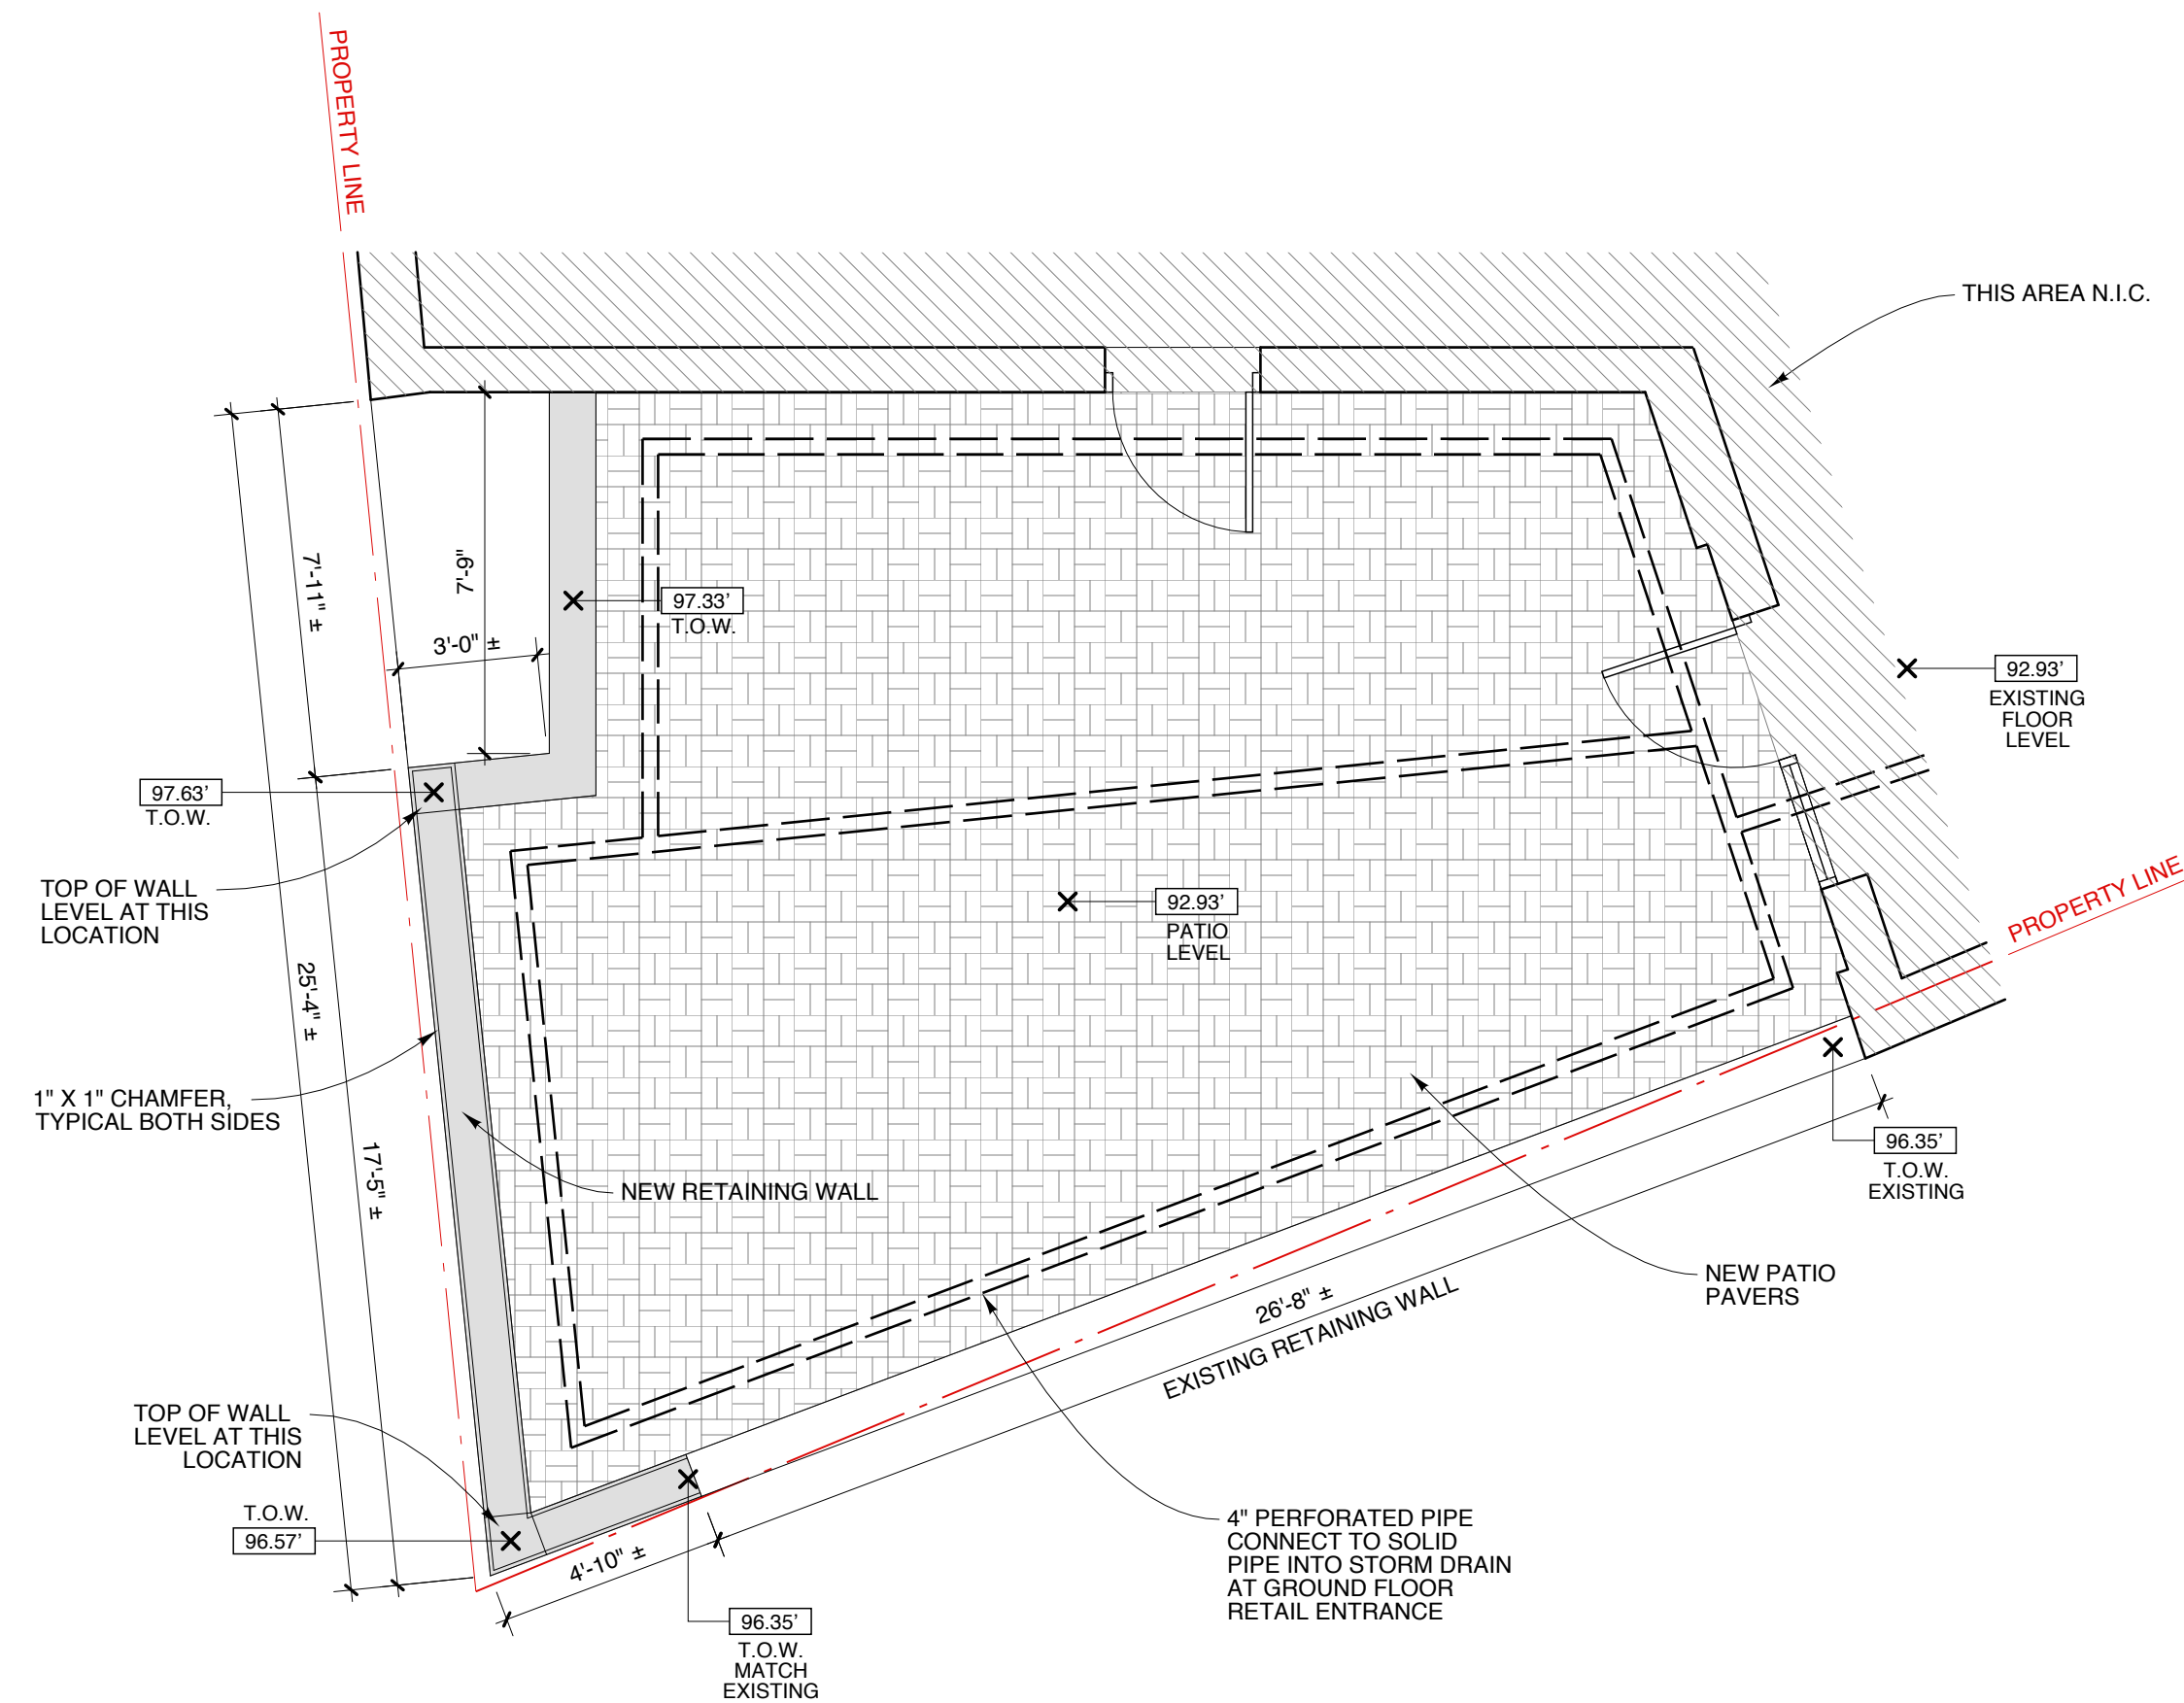 PROPERTY LINE
THIS AREA N.I.C.
7'-11" ±
7'-9"
3'-0" ±
97.33’
T.O.W.
92.93’
EXISTING
FLOOR
LEVEL
97.63’
T.O.W.
TOP OF WALL
LEVEL AT THIS
LOCATION
92.93’
PATIO
LEVEL
PROPERTY LINE
25'-4" ±
1" X 1" CHAMFER,
TYPICAL BOTH SIDES
17'-5" ±
NEW RETAINING WALL
96.35’
T.O.W.
EXISTING
NEW PATIO
PAVERS
26'-8" ±
EXISTING RETAINING WALL
TOP OF WALL
LEVEL AT THIS
LOCATION
T.O.W.
96.57’
4'-10" ±
4" PERFORATED PIPE
CONNECT TO SOLID
PIPE INTO STORM DRAIN
AT GROUND FLOOR
RETAIL ENTRANCE
96.35’
T.O.W.
MATCH
EXISTING